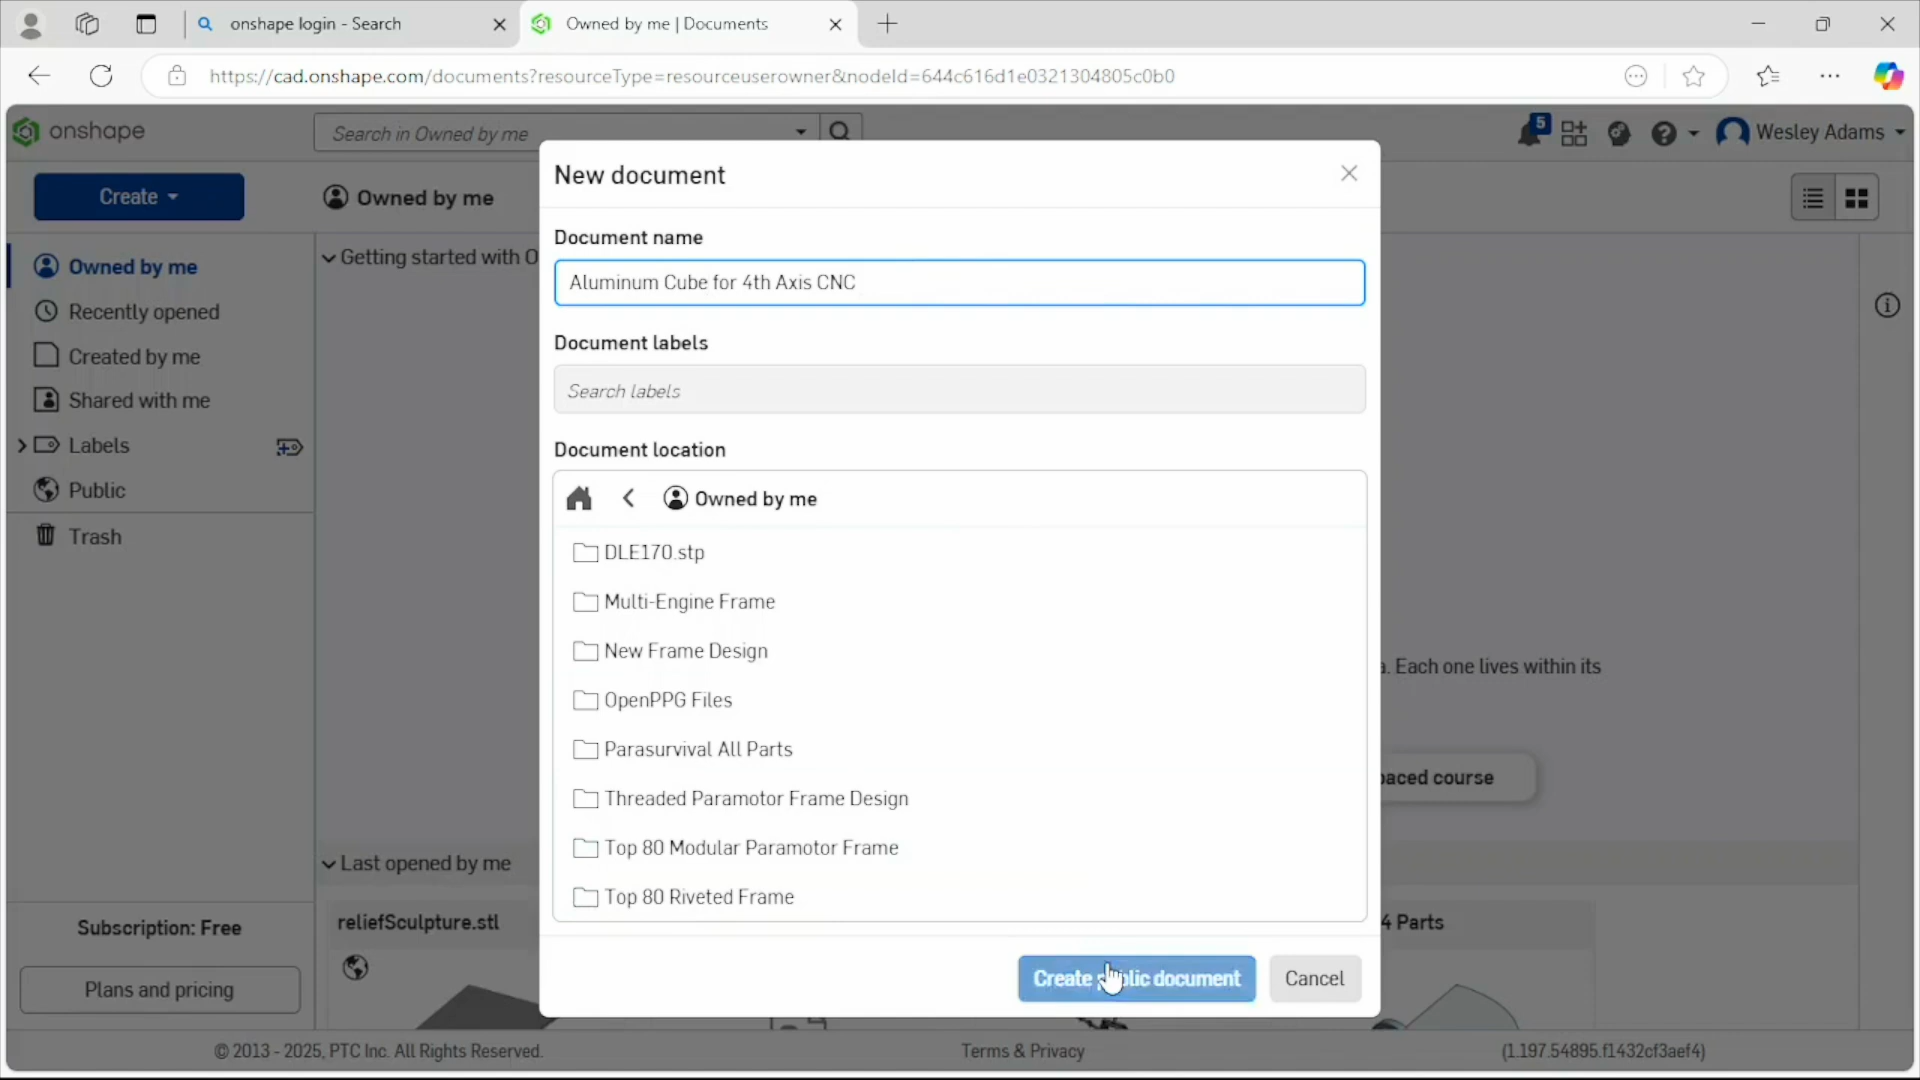 onshape login - Search
Owned by me | Documents
https://cad.onshape.com/documents?resourceType=resourceuserowner&nodeId=644c616d1e0321304805c0b0
onshape
Search in Owned by me
5
Wesley Adams
Create
Owned by me
Owned by me
Recently opened
Created by me
Shared with me
Labels
Public
Trash
Subscription: Free
Plans and pricing
Getting started with O
New document
Document name
Aluminum Cube for 4th Axis CNC
Document labels
Search labels
Document location
Owned by me
DLE170.stp
Multi-Engine Frame
New Frame Design
OpenPPG Files
Parasurvival All Parts
Threaded Paramotor Frame Design
Top 80 Modular Paramotor Frame
Top 80 Riveted Frame
Create public document
Cancel
. Each one lives within its
paced course
Last opened by me
reliefSculpture.stl
4 Parts
© 2013 - 2025, PTC Inc. All Rights Reserved.
Terms & Privacy
(1.197.54895.f1432cf3aef4)